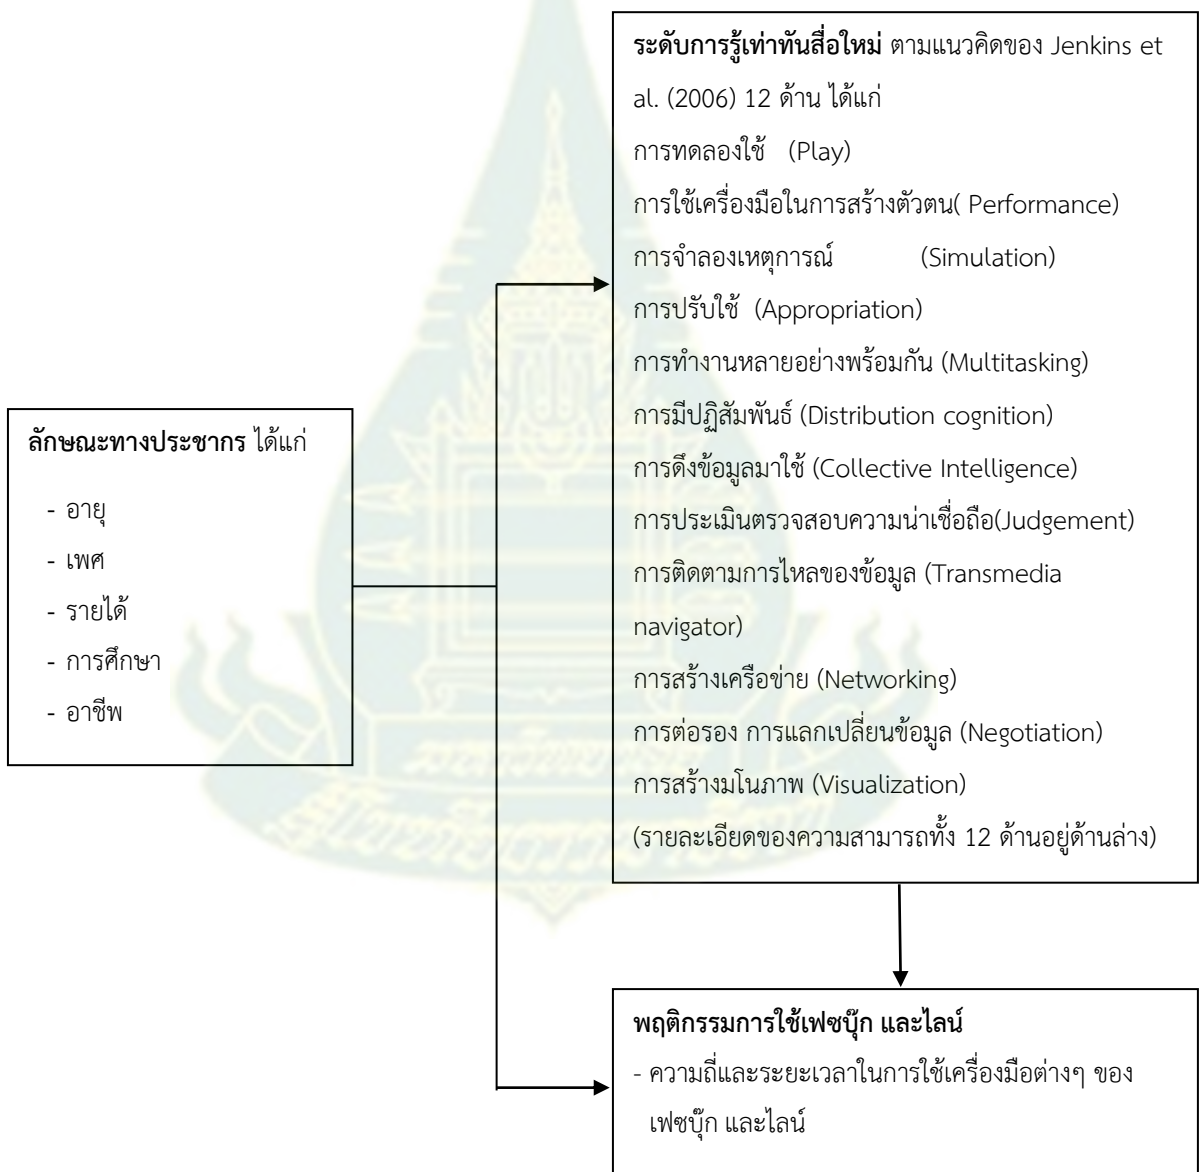 ระดับการรู้เท่าทันสื่อใหม่ ตามแนวคิดของ Jenkins et
al. (2006) 12 ด้าน ได้แก่
การทดลองใช้ (Play)
การใช้เครื่องมือในการสร้างตัวตน( Performance)
การจำลองเหตุการณ์ (Simulation)
การปรับใช้ (Appropriation)
การทำงานหลายอย่างพร้อมกัน (Multitasking)
การมีปฏิสัมพันธ์ (Distribution cognition)
การดึงข้อมูลมาใช้ (Collective Intelligence)
การประเมินตรวจสอบความน่าเชื่อถือ(Judgement)
การติดตามการไหลของข้อมูล (Transmedia
navigator)
การสร้างเครือข่าย (Networking)
การต่อรอง การแลกเปลี่ยนข้อมูล (Negotiation)
การสร้างมโนภาพ (Visualization)
(รายละเอียดของความสามารถทั้ง 12 ด้านอยู่ด้านล่าง)
ลักษณะทางประชากร ได้แก่
- อายุ
- เพศ
- รายได้
- การศึกษา
- อาชีพ
พฤติกรรมการใช้เฟซบุ๊ก และไลน์
- ความถี่และระยะเวลาในการใช้เครื่องมือต่างๆ ของ
เฟซบุ๊ก และไลน์